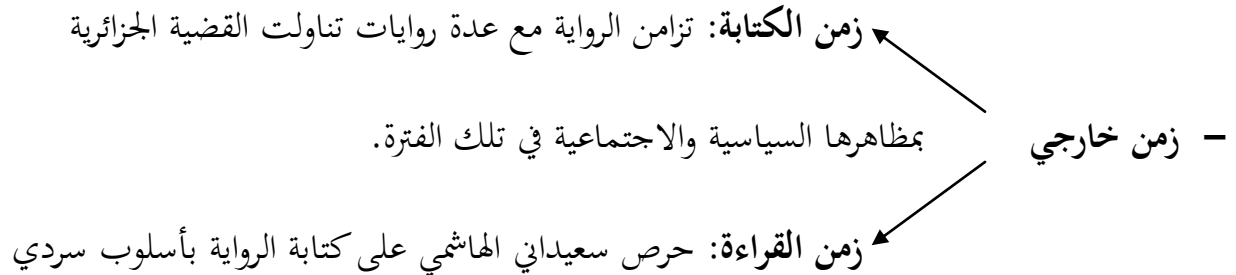 زمن الكتابة: تزامن الرواية مع عدة روايات تناولت القضية الجزائرية
– زمن خارجي بمظاهرها السياسية والاجتماعية في تلك الفترة.
زمن القراءة: حرص سعيداني الهاشمي على كتابة الرواية بأسلوب سردي